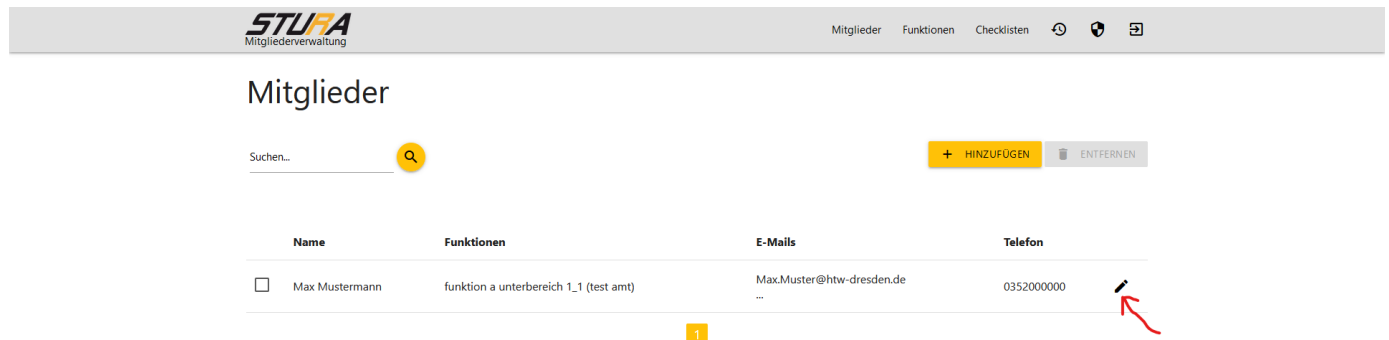 STURA
Mitgliederverwaltung
Mitglieder Funktionen Checklisten
Mitglieder
Suchen...
+ HINZUFÜGEN ENTFERNEN
Name Funktionen E-Mails Telefon
Max Mustermann funktion a unterbereich 1_1 (test amt) Max.Muster@htw-dresden.de 0352000000
...
1